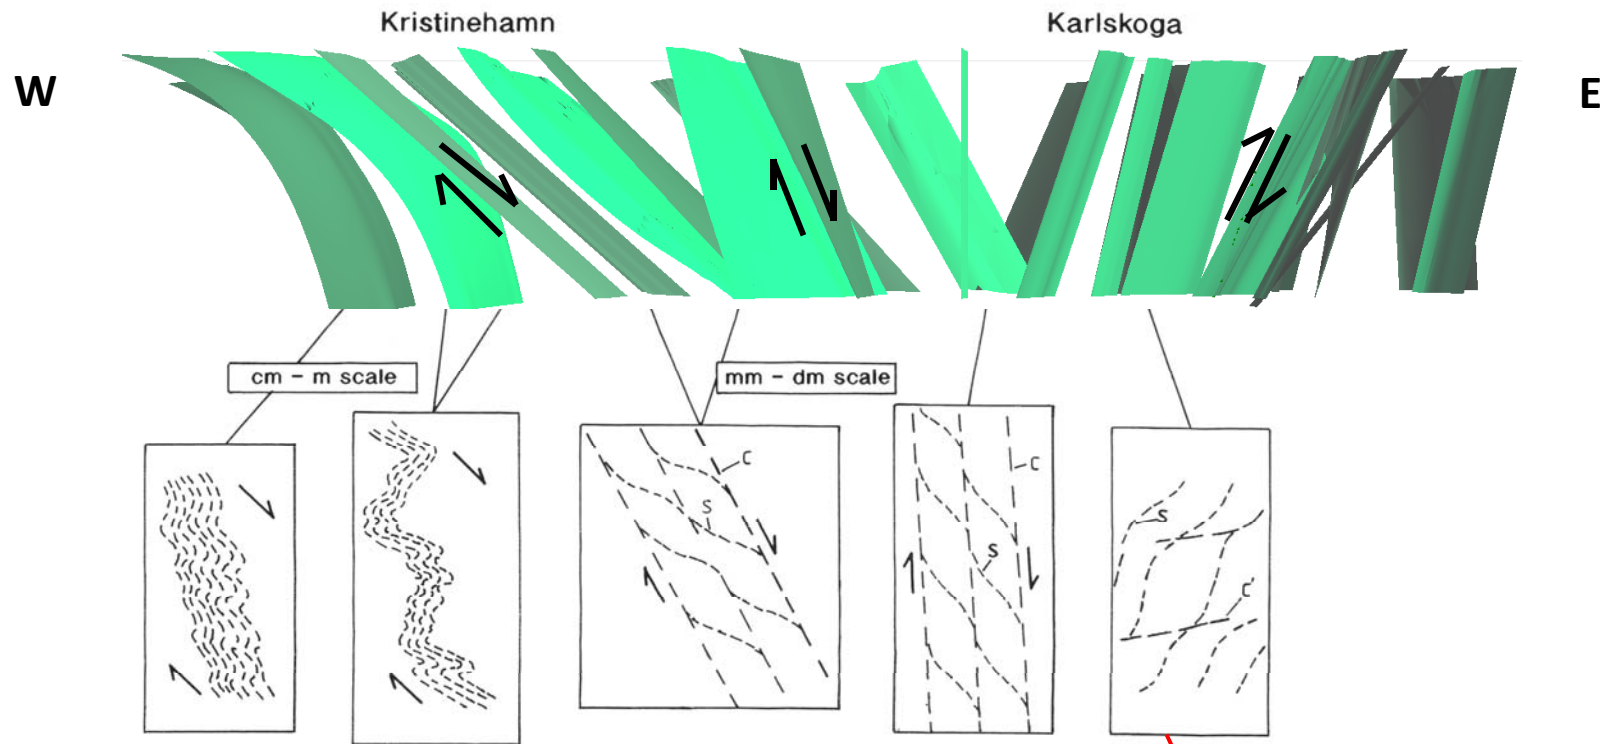 Kristinehamn
Karlskoga
W
E
cm - m scale
mm - dm scale
C
S
C
S
S
C'